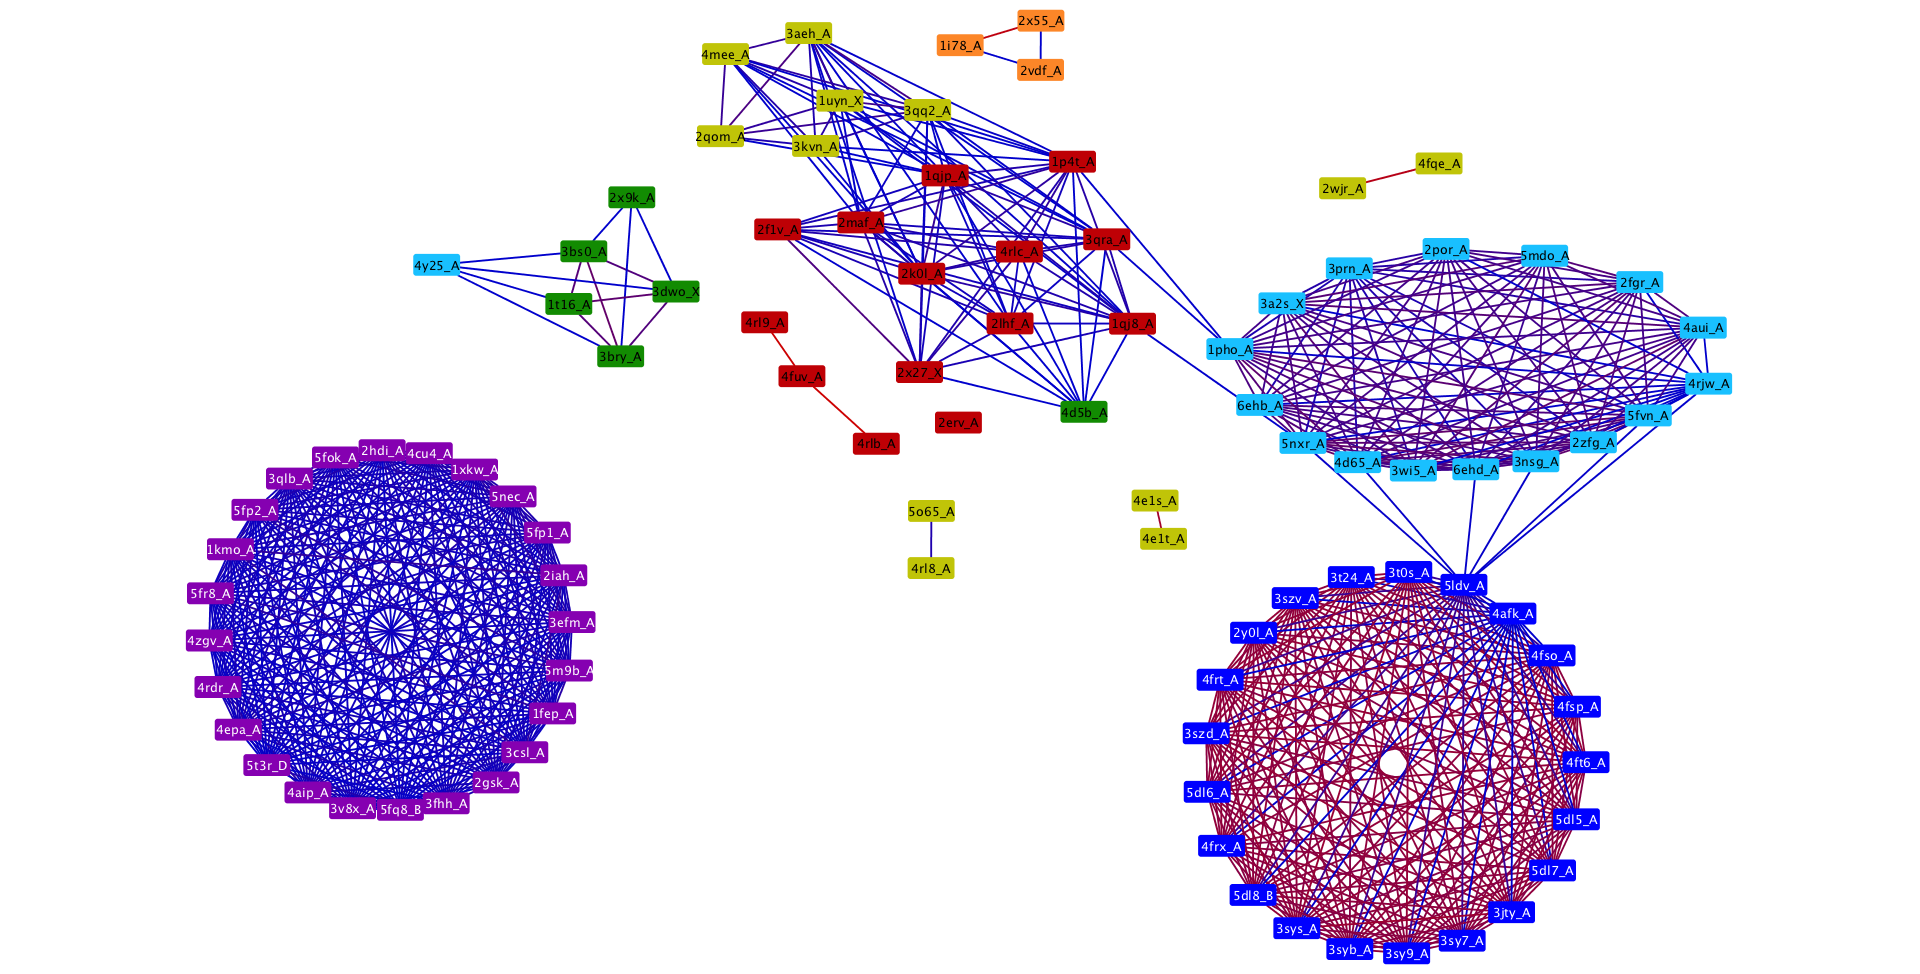 2x55_A
1i78_A
2vdf_A
3aeh_A
4mee_A
1uyn_X
3qq2_A
2qom_A
3kvn_A
1p4t_A
1qjp_A
2f1v_A
2maf_A
4rlc_A
3qra_A
2k0l_A
2lhf_A
1qj8_A
2x27_X
4d5b_A
4fqe_A
2wjr_A
2x9k_A
3bs0_A
4y25_A
3dwo_X
1t16_A
3bry_A
4rl9_A
4fuv_A
4rlb_A
2erv_A
2por_A
5mdo_A
3prn_A
2fgr_A
3a2s_X
4aui_A
1pho_A
4rjw_A
6ehb_A
5fvn_A
5nxr_A
2zfg_A
4d65_A
3wi5_A
6ehd_A
3nsg_A
2hdi_A
4cu4_A
5fok_A
1xkw_A
3qlb_A
5nec_A
5fp2_A
5fp1_A
1kmo_A
2iah_A
5fr8_A
3efm_A
4zgv_A
5m9b_A
4rdr_A
1fep_A
4epa_A
3csl_A
5t3r_D
2gsk_A
4aip_A
3v8x_A
5fq8_B
3fhh_A
5o65_A
4rl8_A
4e1s_A
4e1t_A
3t0s_A
3t24_A
5ldv_A
3szv_A
4afk_A
2y0l_A
4fso_A
4frt_A
4fsp_A
3szd_A
4ft6_A
5dl6_A
5dl5_A
4frx_A
5dl7_A
5dl8_B
3jty_A
3sys_A
3sy7_A
3syb_A
3sy9_A